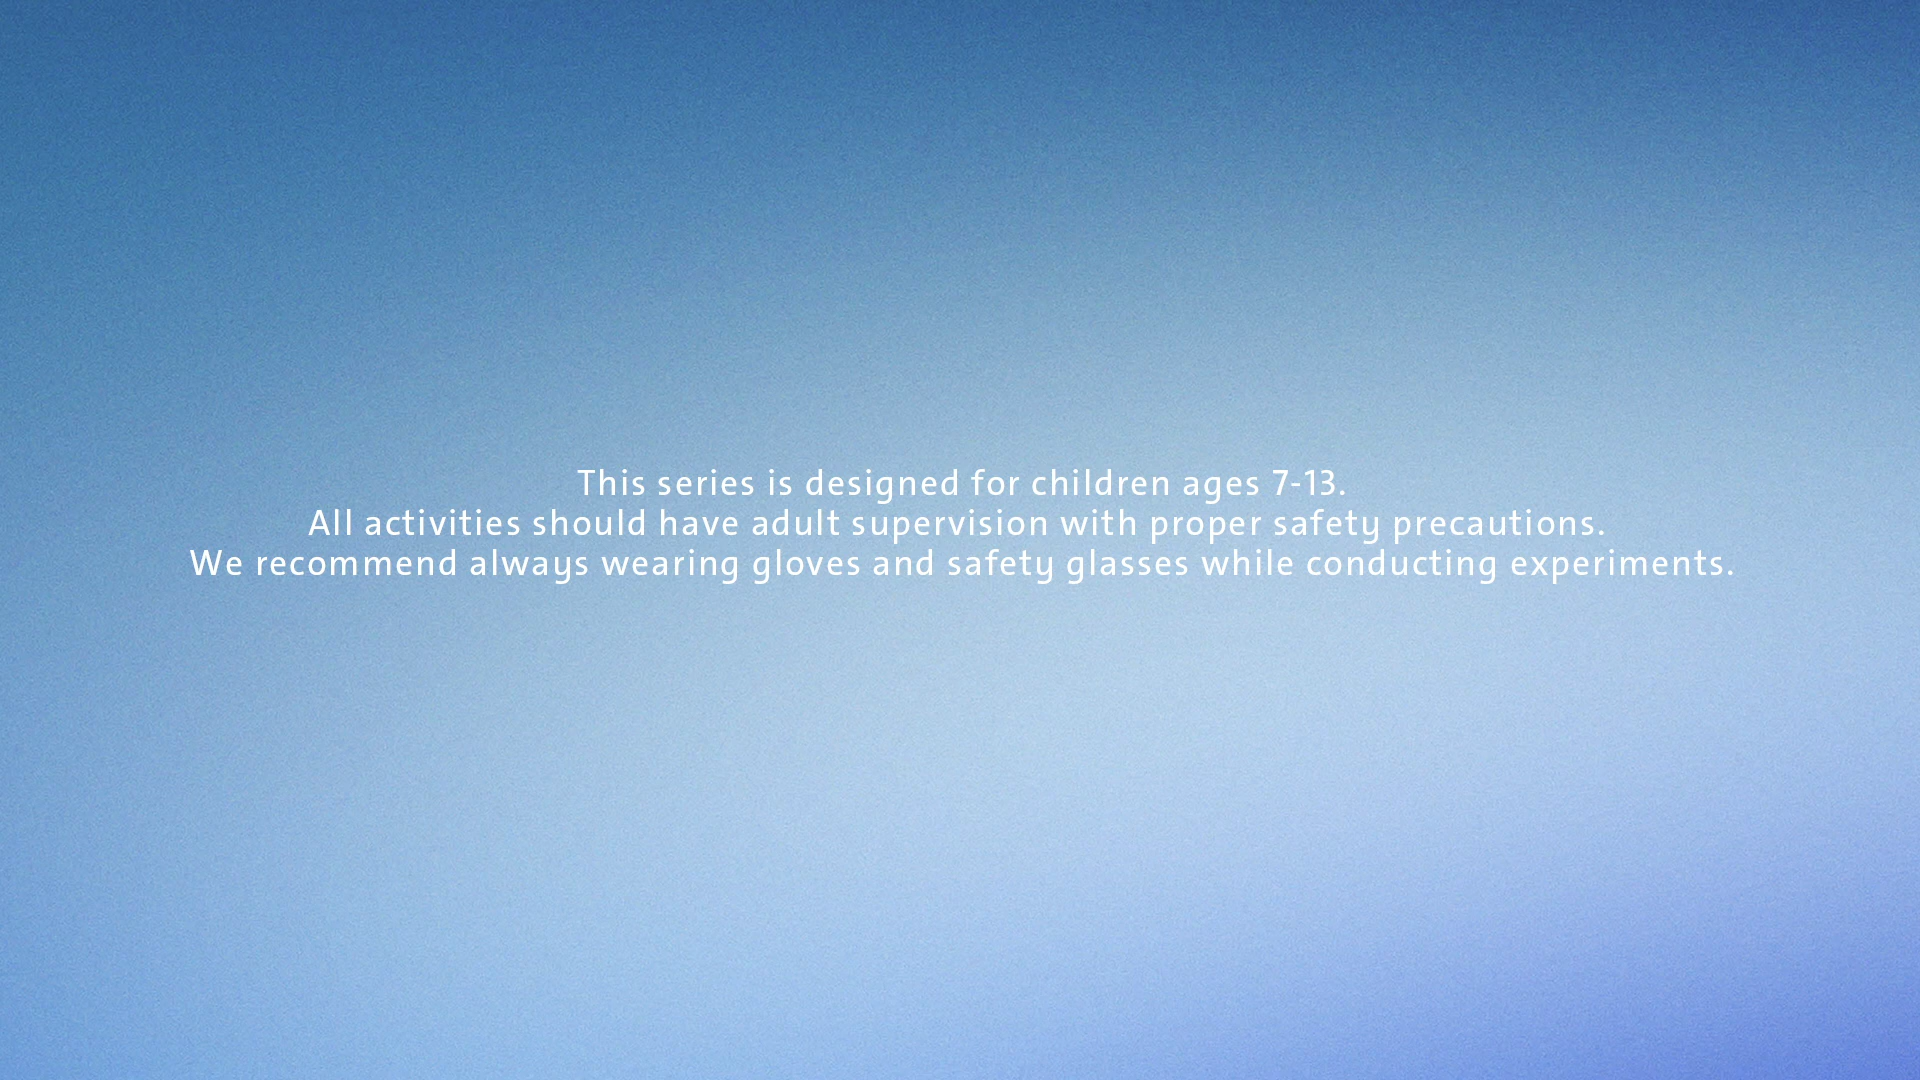 This series is designed for children ages 7-13.
All activities should have adult supervision with proper safety precautions.
We recommend always wearing gloves and safety glasses while conducting experiments.